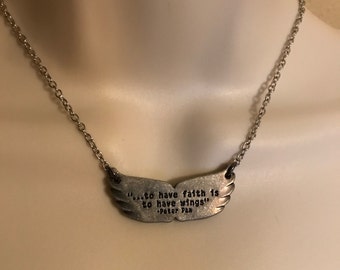 "...to have faith is
to have wings"
-Peter Pan